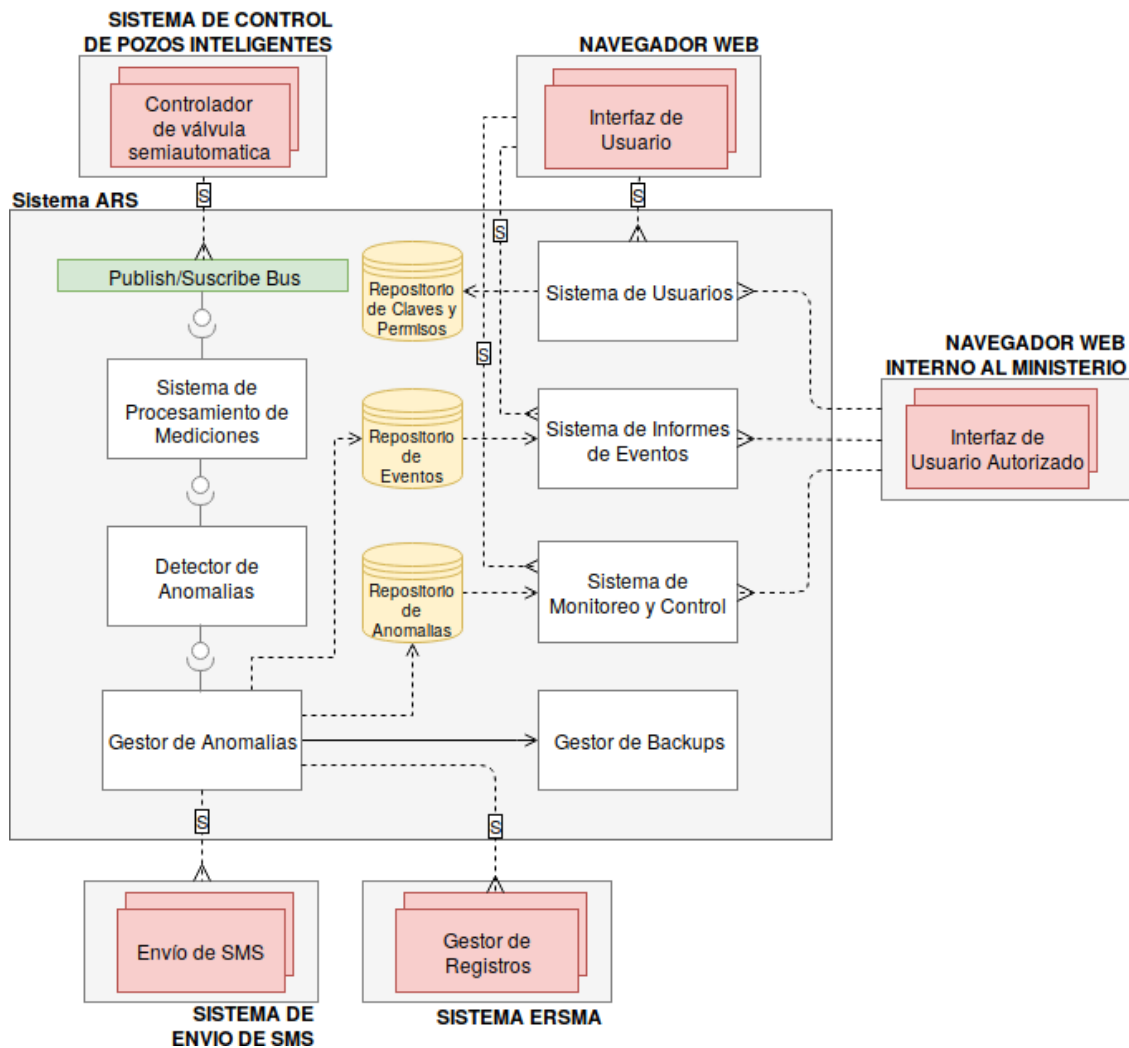 SISTEMA DE CONTROL
DE POZOS INTELIGENTES
NAVEGADOR WEB
Controlador
de válvula
semiautomatica
Interfaz de
Usuario
S
S
S
S
Sistema ARS
Publish/Suscribe Bus
Repositorio
de Claves y
Permisos
Sistema de Usuarios
S
NAVEGADOR WEB
INTERNO AL MINISTERIO
Sistema de
Procesamiento de
Mediciones
Repositorio
de
Eventos
Sistema de Informes
de Eventos
Interfaz de
Usuario Autorizado
Detector de
Anomalias
Repositorio
de
Anomalias
Sistema de
Monitoreo y Control
Gestor de Anomalias
Gestor de Backups
S
S
Envío de SMS
Gestor de
Registros
SISTEMA DE
ENVIO DE SMS
SISTEMA ERSMA